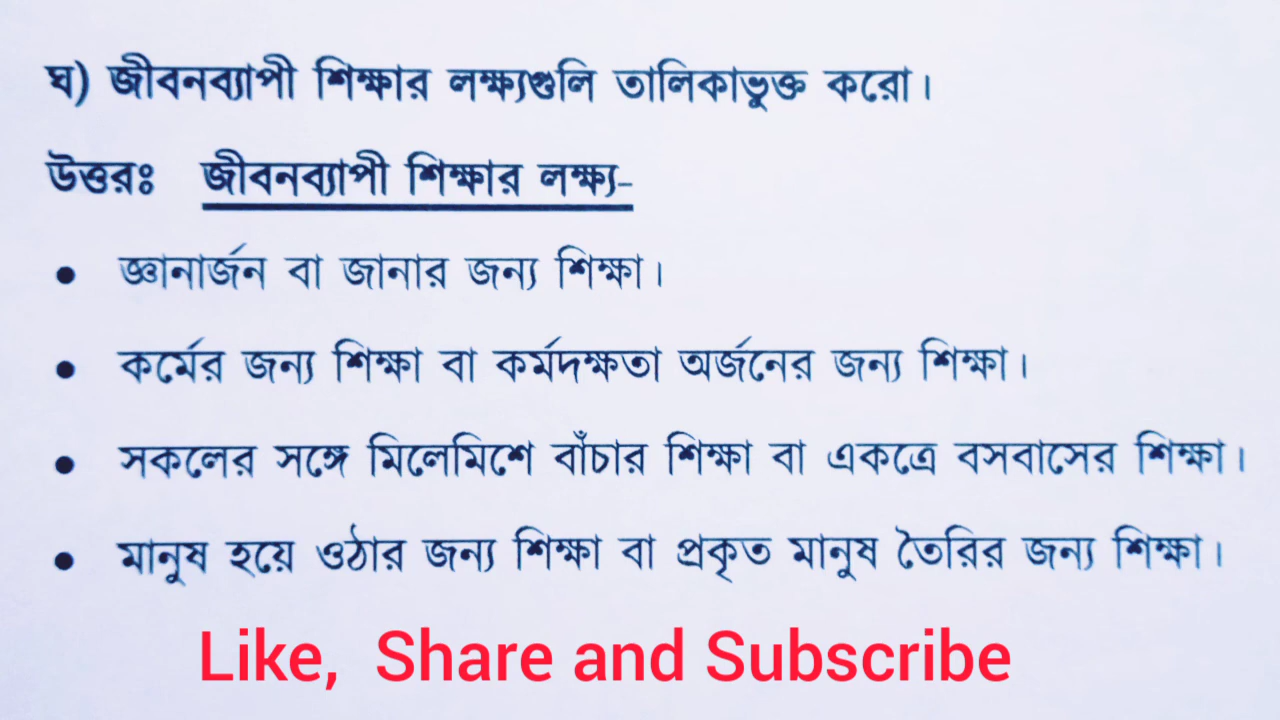 ঘ) জীবনব্যাপী শিক্ষার লক্ষ্যগুলি তালিকাভুক্ত করো।
উত্তরঃ জীবনব্যাপী শিক্ষার লক্ষ্য-
• জ্ঞানার্জন বা জানার জন্য শিক্ষা।
• কর্মের জন্য শিক্ষা বা কর্মদক্ষতা অর্জনের জন্য শিক্ষা।
• সকলের সঙ্গে মিলেমিশে বাঁচার শিক্ষা বা একত্রে বসবাসের শিক্ষা।
• মানুষ হয়ে ওঠার জন্য শিক্ষা বা প্রকৃত মানুষ তৈরির জন্য শিক্ষা।
Like, Share and Subscribe